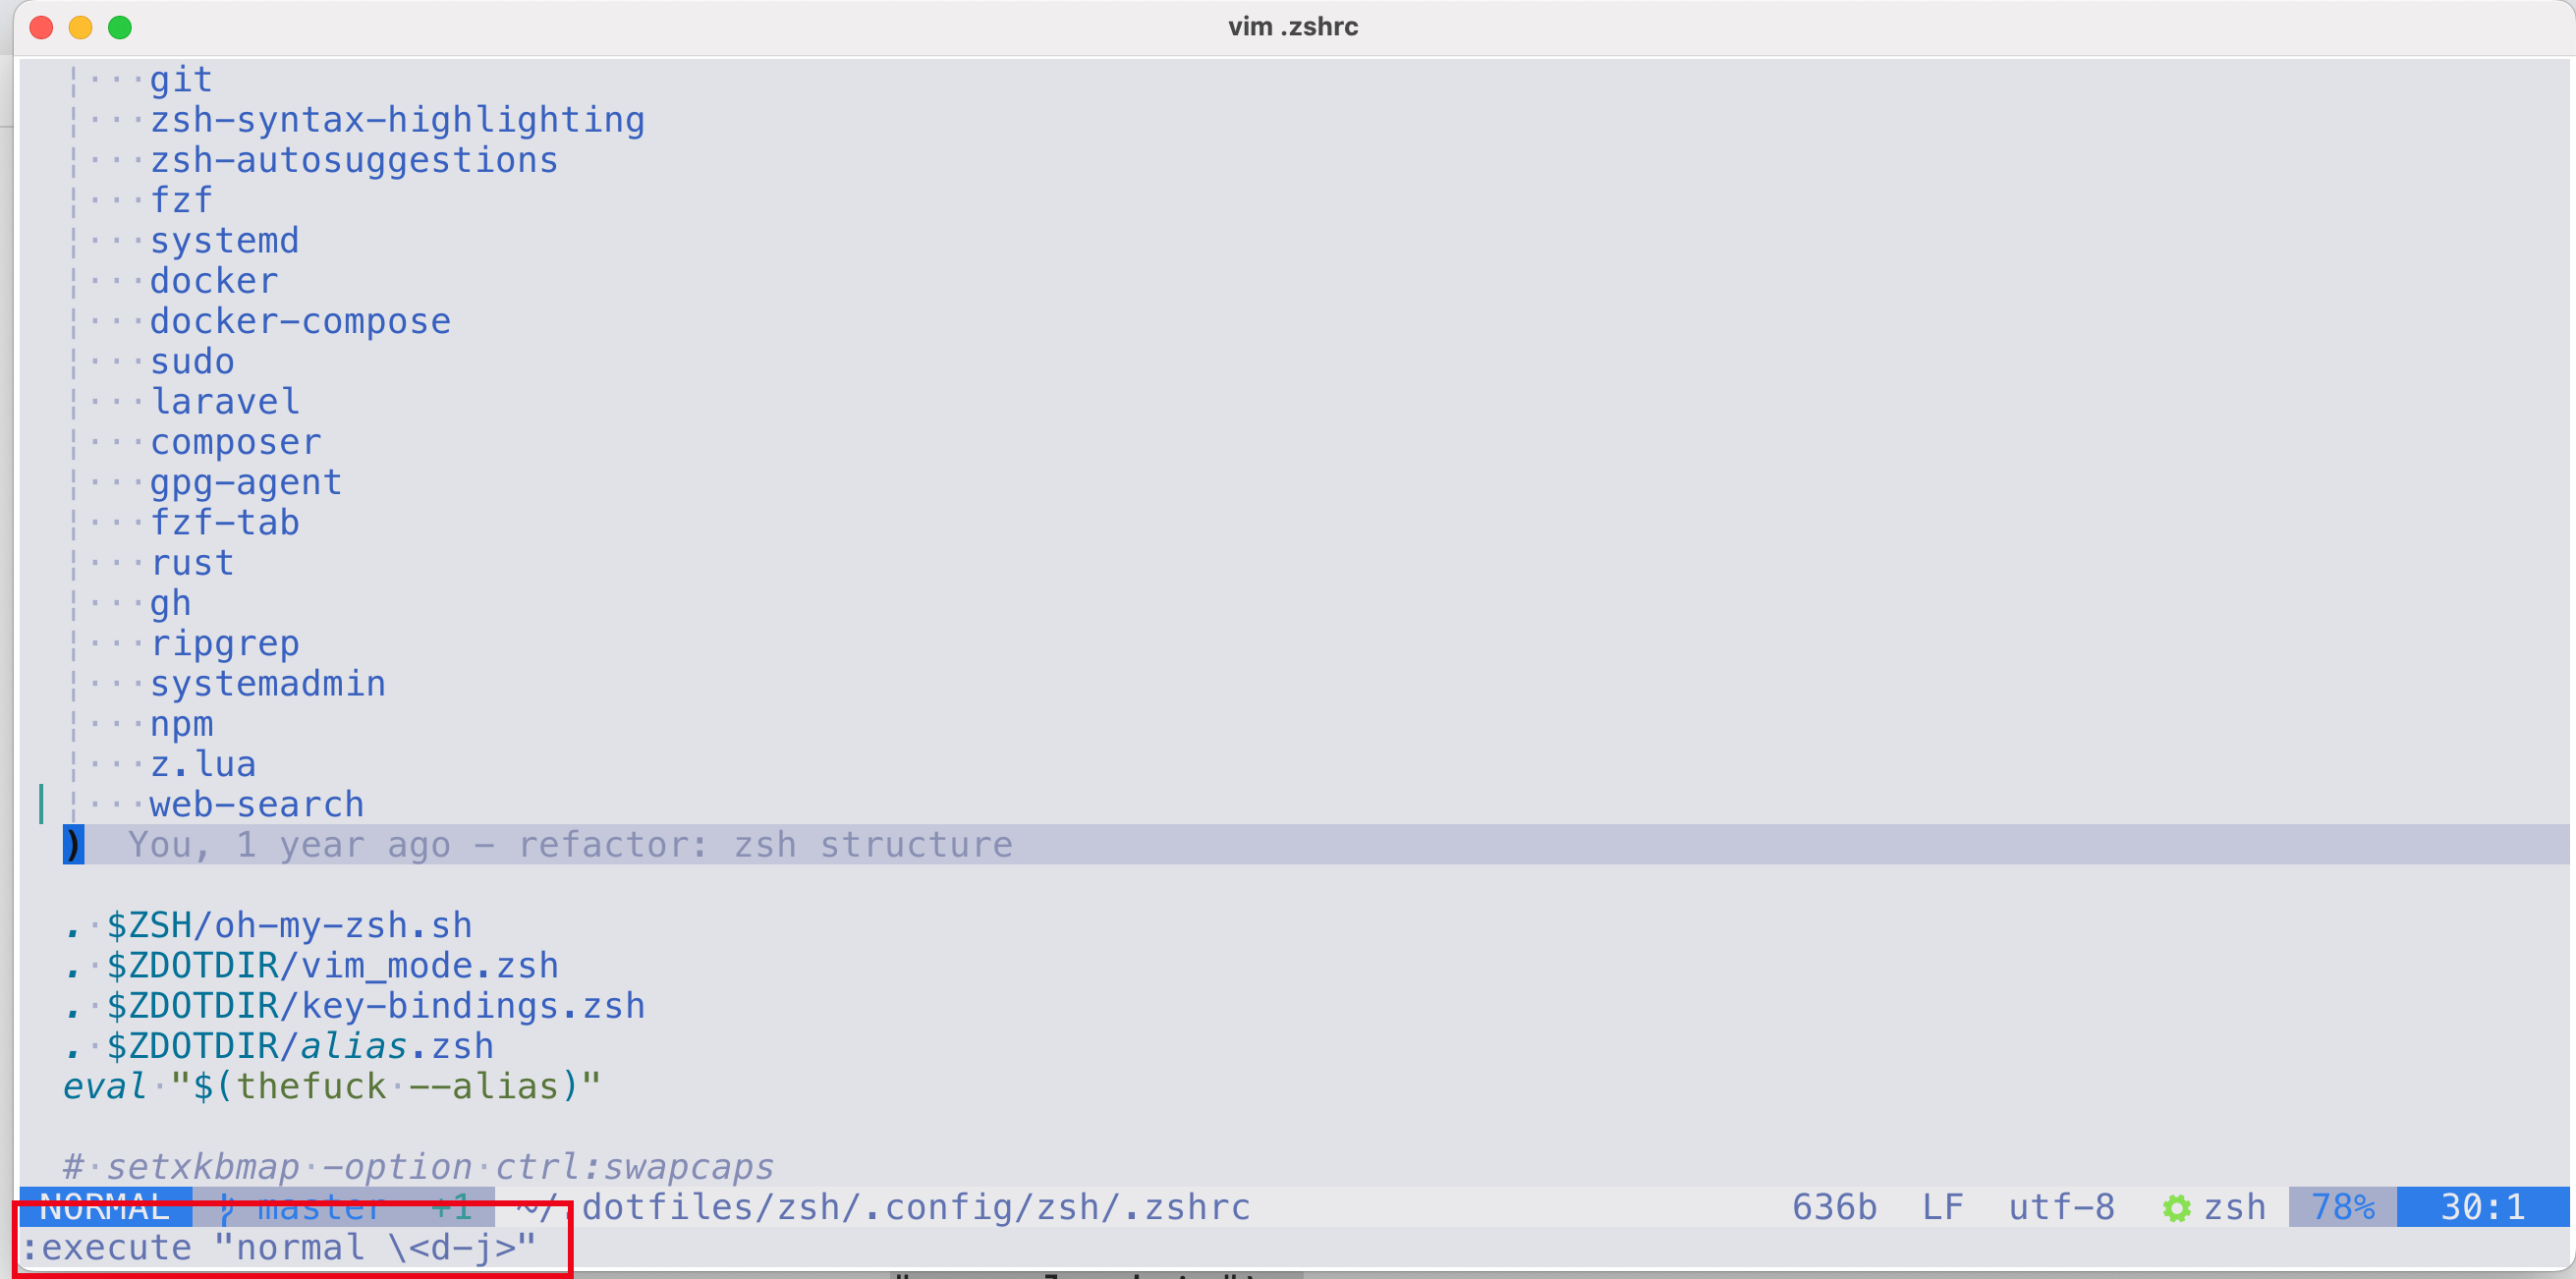 vim .zshrc
git
zsh-syntax-highlighting
zsh-autosuggestions
fzf
systemd
docker
docker-compose
sudo
laravel
composer
gpg-agent
fzf-tab
rust
gh
ripgrep
systemadmin
npm
z.lua
web-search
) You, 1 year ago - refactor: zsh structure
. $ZSH/oh-my-zsh.sh
. $ZDOTDIR/vim_mode.zsh
. $ZDOTDIR/key-bindings.zsh
. $ZDOTDIR/alias.zsh
eval "$(thefuck --alias)"
# setxkbmap -option ctrl:swapcaps
NORMAL master +1 ~/.dotfiles/zsh/.config/zsh/.zshrc 636b LF utf-8 zsh 78% 30:1
:execute "normal \<d-j>"